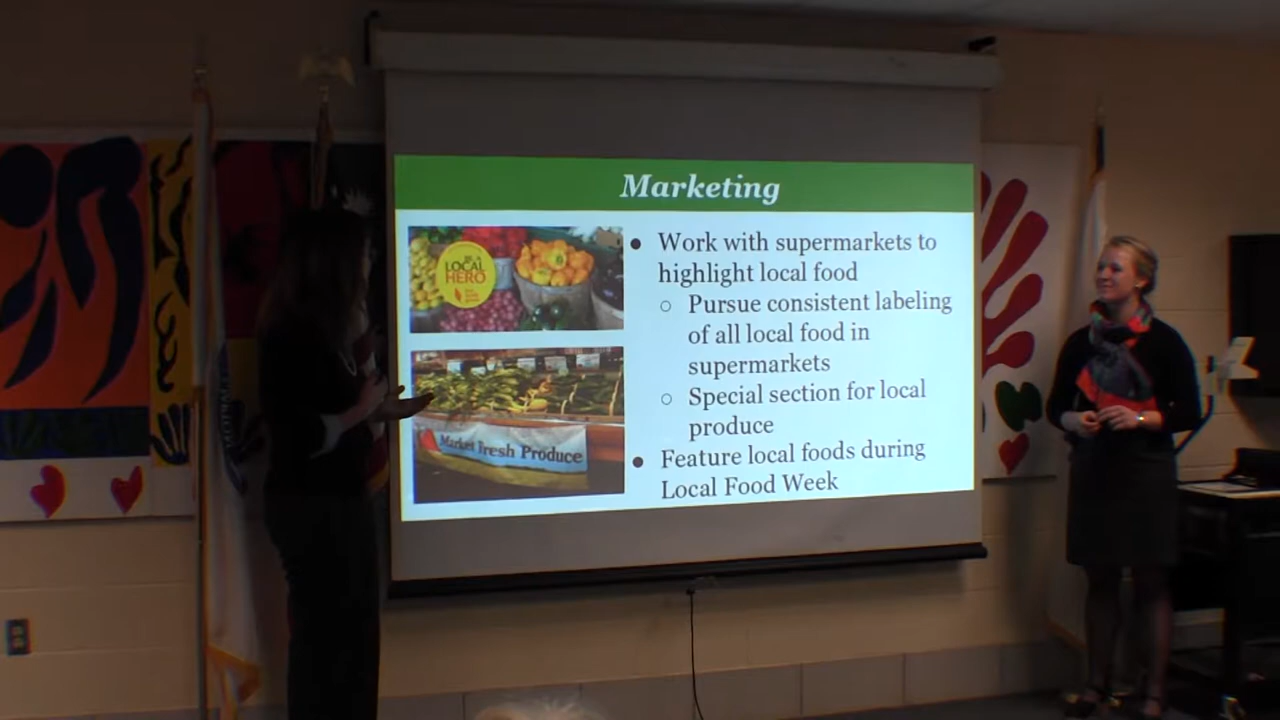 Marketing
LOCAL
HERO
Market Fresh Produce
● Work with supermarkets to
highlight local food
○ Pursue consistent labeling
of all local food in
supermarkets
○ Special section for local
produce
● Feature local foods during
Local Food Week